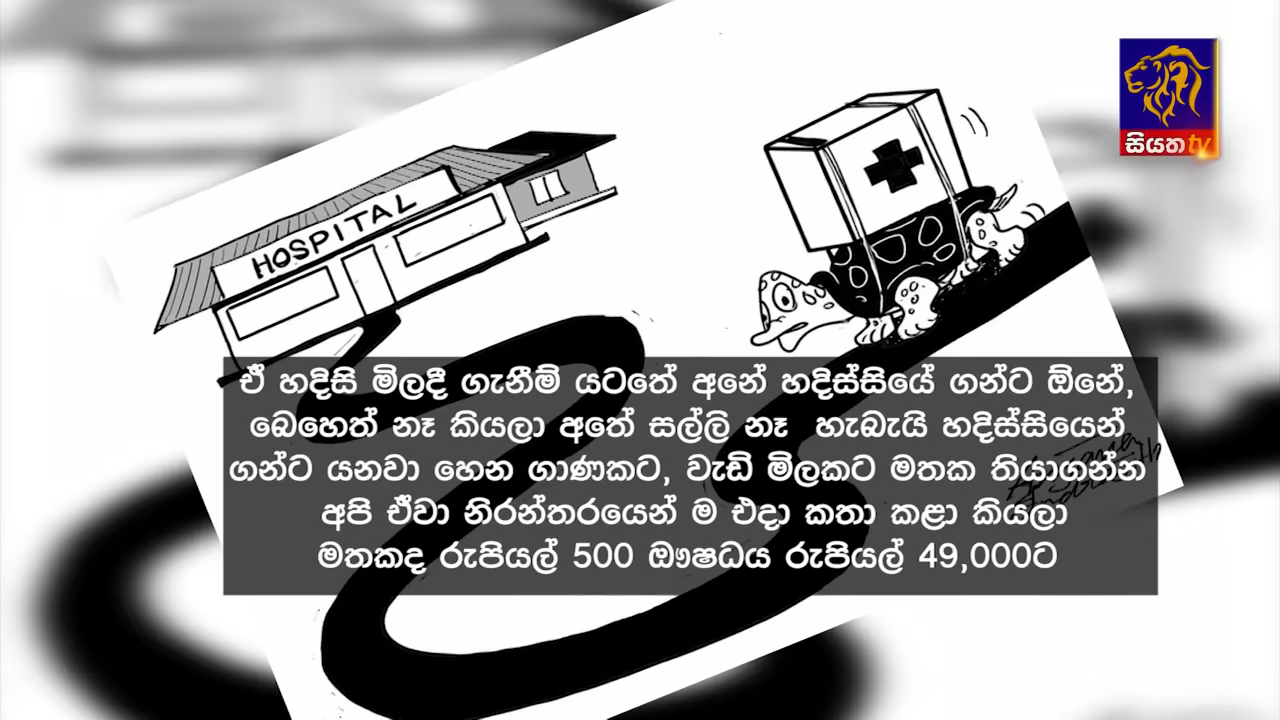 සියත tv
HOSPITAL
ඒ හදිසි මිලදී ගැනීම් යටතේ අනේ හදිස්සියේ ගන්ට ඕනේ,
බෙහෙත් නෑ කියලා අතේ සල්ලි නෑ හැබැයි හදිස්සියෙන්
ගන්ට යනවා හෙන ගාණකට, වැඩි මිලකට මතක තියාගන්න
අපි ඒවා නිරන්තරයෙන් ම එදා කතා කළා කියලා
මතකද රුපියල් 500 ඖෂධය රුපියල් 49,000ට